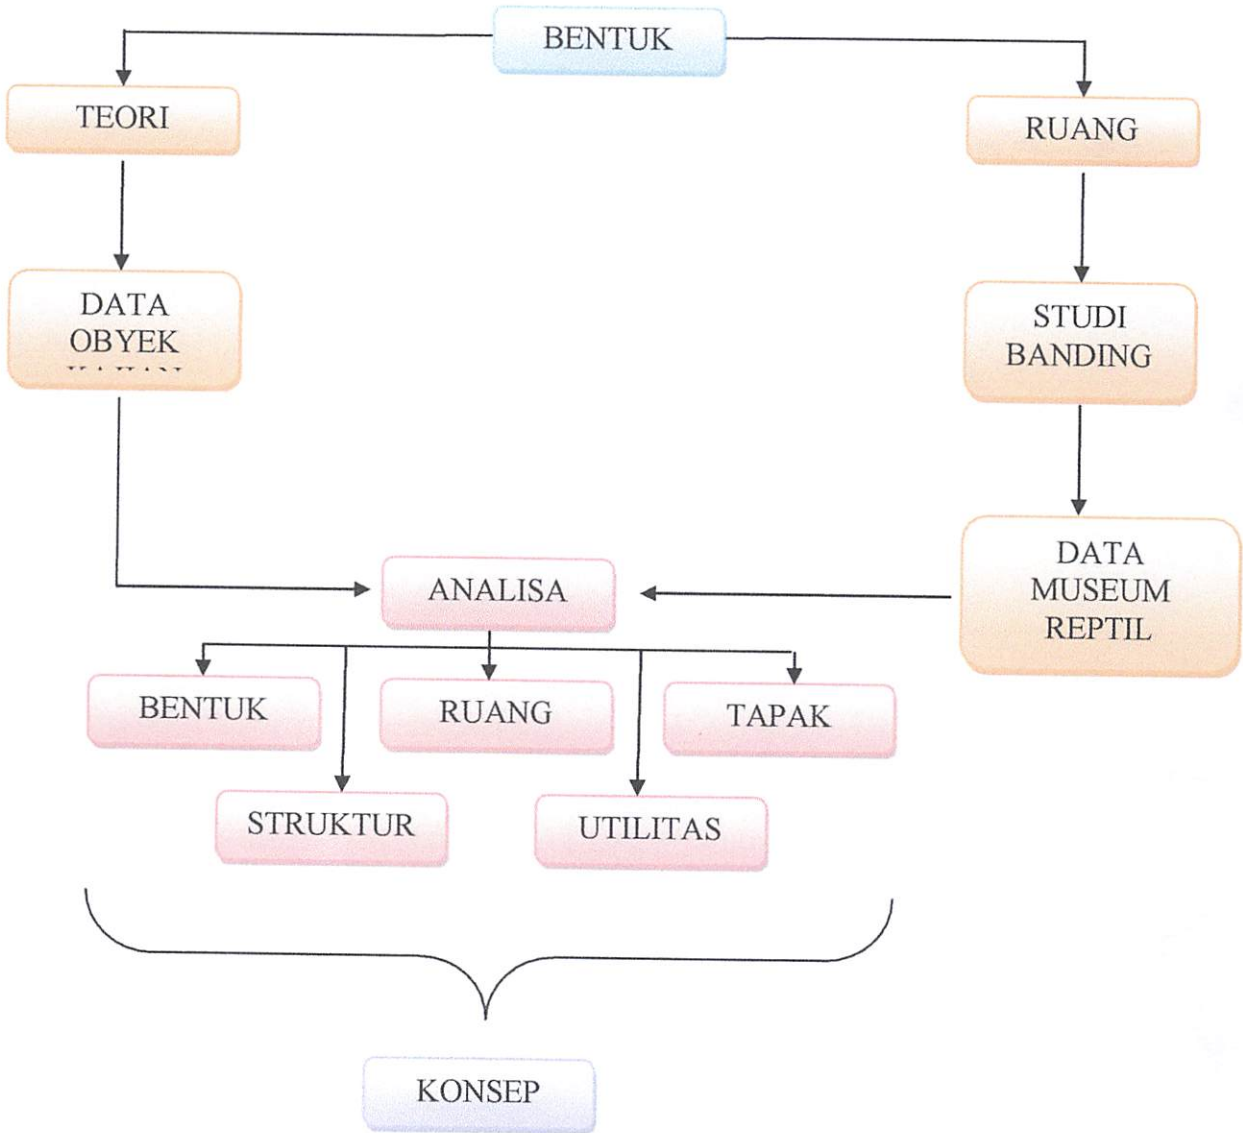 BENTUK
TEORI
RUANG
DATA
OBYEK
STUDI
BANDING
DATA
MUSEUM
REPTIL
ANALISA
BENTUK
RUANG
TAPAK
STRUKTUR
UTILITAS
KONSEP